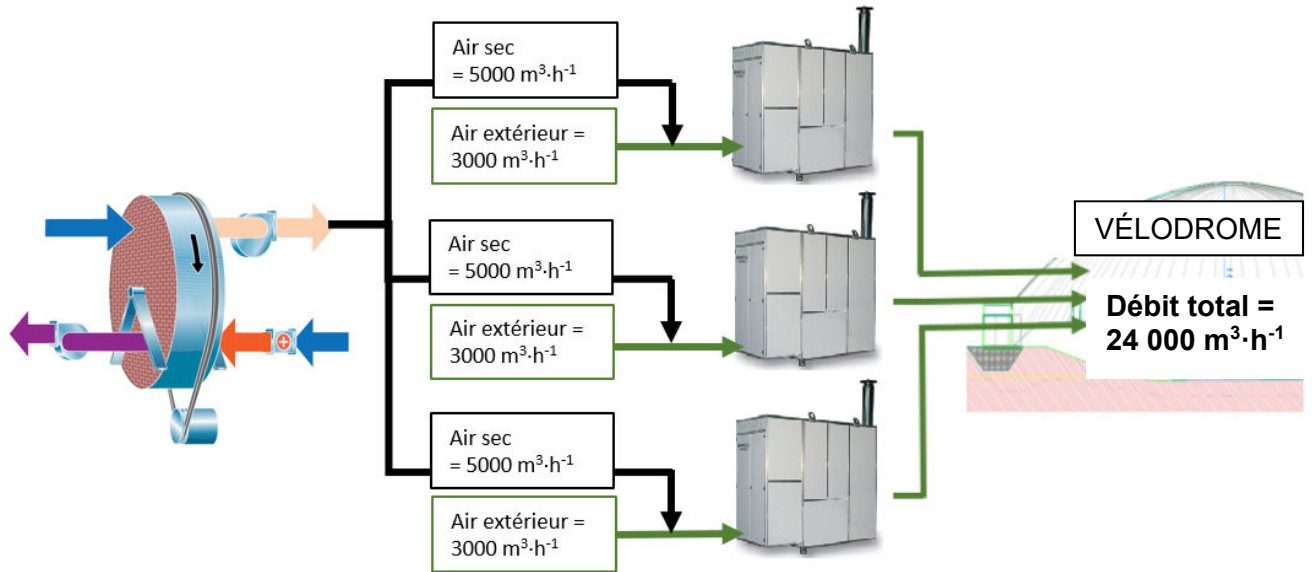 Air sec
= 5000 m³·h⁻¹
Air extérieur =
3000 m³·h⁻¹
Air sec
= 5000 m³·h⁻¹
Air extérieur =
3000 m³·h⁻¹
Air sec
= 5000 m³·h⁻¹
Air extérieur =
3000 m³·h⁻¹
VÉLODROME
Débit total =
24 000 m³·h⁻¹